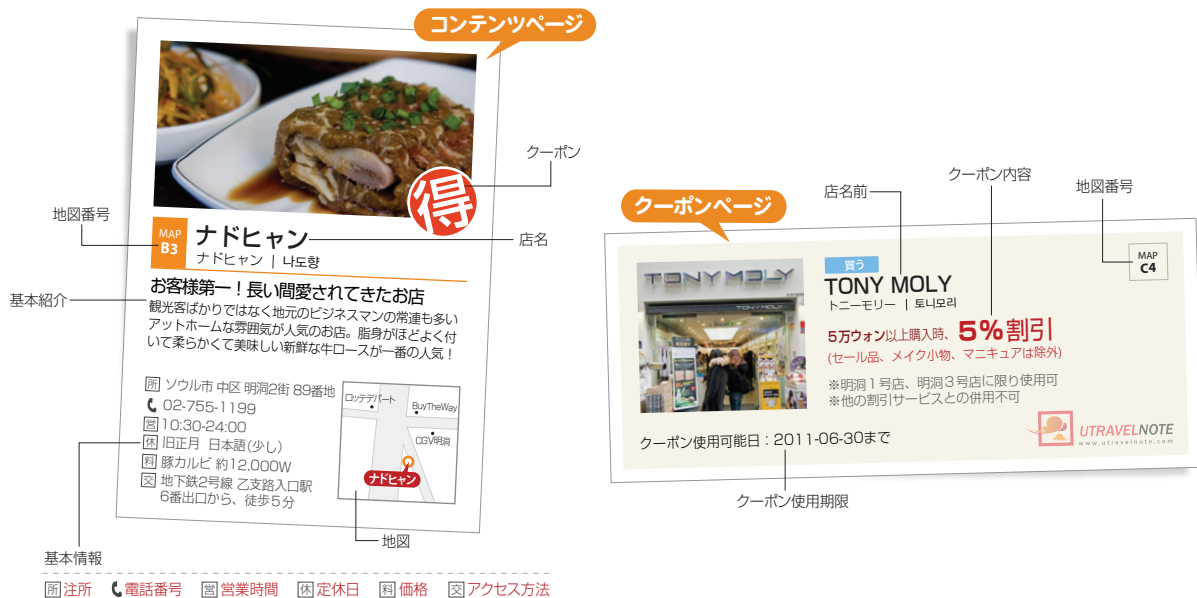 コンテンツページ
クーポン
得
地図番号
MAP
B3
ナドヒャン
店名
ナドヒャン | 나도향
基本紹介
お客様第一！長い間愛されてきたお店
観光客ばかりではなく地元のビジネスマンの常連も多い
アットホームな雰囲気が人気のお店。脂身がほどよく付
いて柔らかくて美味しい新鮮な牛ロースが一番の人気！
所 ソウル市 中区 明洞2街 89番地
02-755-1199
営 10:30-24:00
休 旧正月 日本語（少し）
料 豚カルビ 約12,000W
交 地下鉄2号線 乙支路入口駅
6番出口から、徒歩５分
ロッテデパート
BuyTheWay
CGV明洞
ナドヒャン
地図
基本情報
所 注所 電話番号 営 営業時間 休 定休日 料 価格 交 アクセス方法
クーポンページ
店名前
クーポン内容
地図番号
TONY MOLY
TONY MOLY
買う
TONY MOLY
トニーモリー | 토니모리
MAP
C4
5万ウォン以上購入時、5%割引
(セール品、メイク小物、マニキュアは除外)
※明洞１号店、明洞３号店に限り使用可
※他の割引サービスとの併用不可
クーポン使用可能日：2011-06-30まで
UTRAVELNOTE
www.utravelnote.com
クーポン使用期限